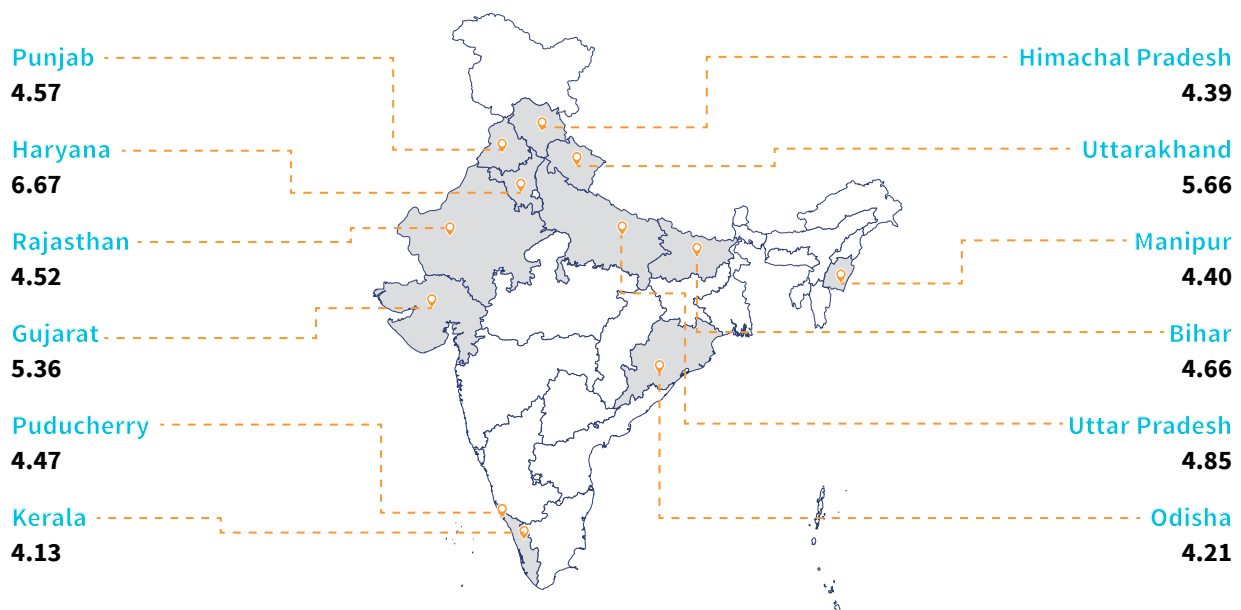 Punjab
4.57
Haryana
6.67
Rajasthan
4.52
Gujarat
5.36
Puducherry
4.47
Kerala
4.13
Himachal Pradesh
4.39
Uttarakhand
5.66
Manipur
4.40
Bihar
4.66
Uttar Pradesh
4.85
Odisha
4.21